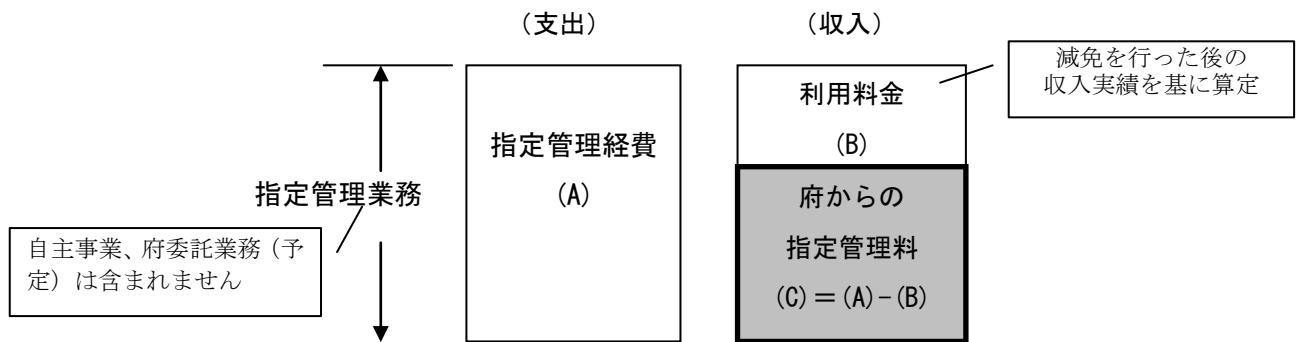 （支出）
（収入）
減免を行った後の
収入実績を基に算定
利用料金
(B)
指定管理経費
(A)
指定管理業務
自主事業、府委託業務（予
定）は含まれません
府からの
指定管理料
(C)＝(A)－(B)